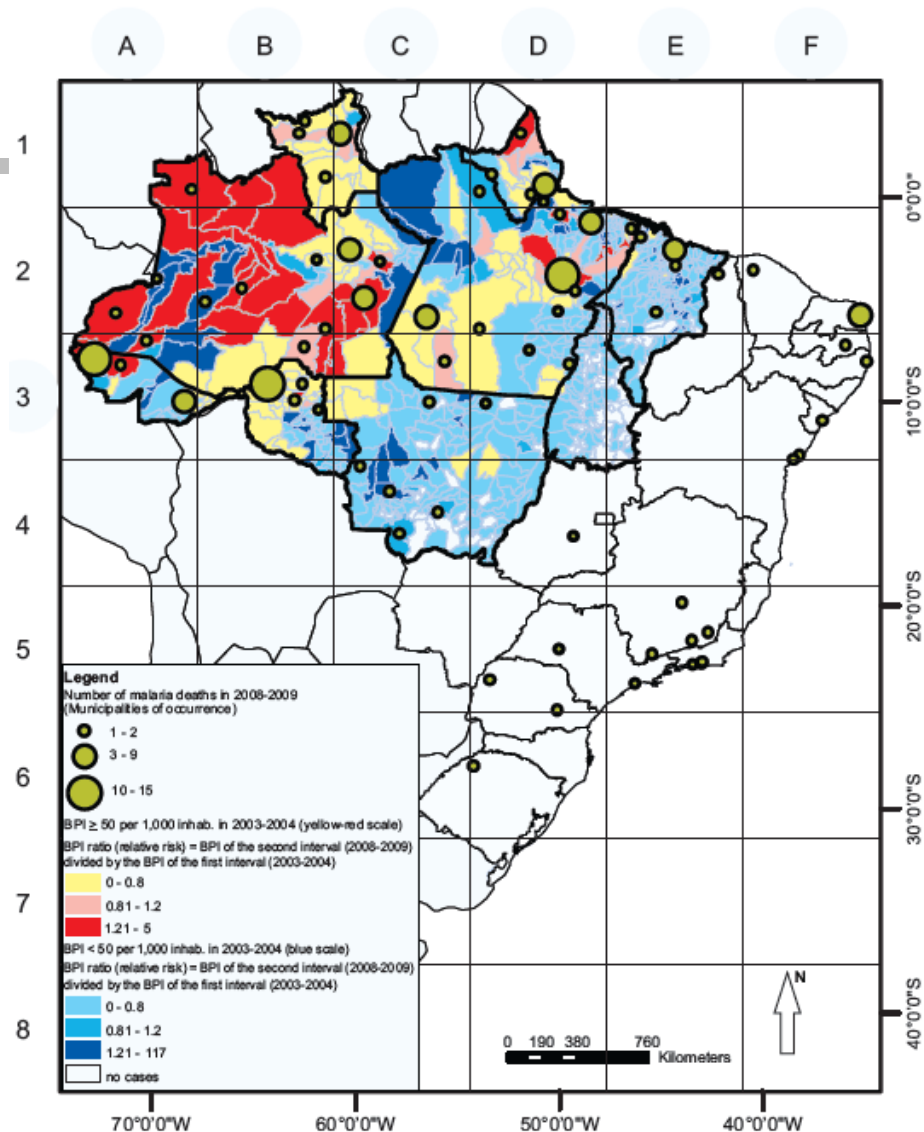 A B C D E F
1
2
3
4
5
6
7
8
0°0'0"
10°0'0"S
20°0'0"S
30°0'0"S
40°0'0"S
Legend
Number of malaria deaths in 2008-2009
(Municipalities of occurrence)
1 - 2
3 - 9
10 - 15
BPI ≥ 50 per 1,000 inhab. in 2003-2004 (yellow-red scale)
BPI ratio (relative risk) = BPI of the second interval (2008-2009)
divided by the BPI of the first interval (2003-2004)
0 - 0.8
0.81 - 1.2
1.21 - 5
BPI < 50 per 1,000 inhab. in 2003-2004 (blue scale)
BPI ratio (relative risk) = BPI of the second interval (2008-2009)
divided by the BPI of the first interval (2003-2004)
0 - 0.8
0.81 - 1.2
1.21 - 117
no cases
N
0 190 380 760
Kilometers
70°0'0"W 60°0'0"W 50°0'0"W 40°0'0"W